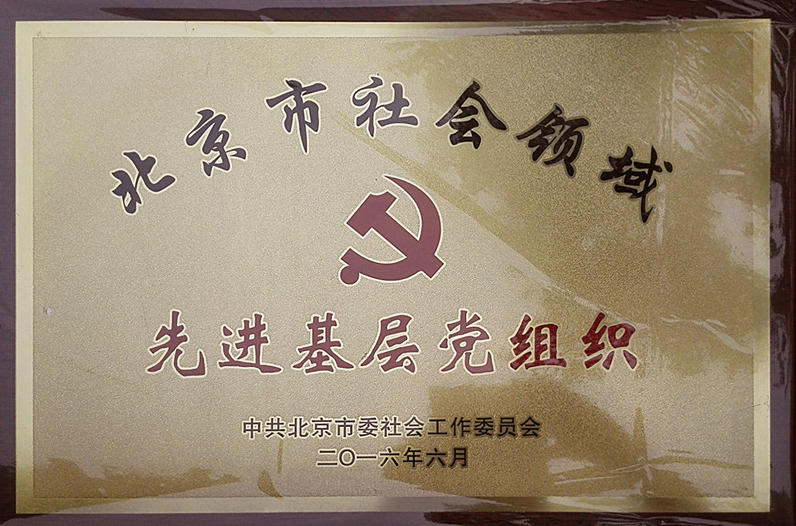 北京市社会领域
先进基层党组织
中共北京市委社会工作委员会
二〇一六年六月